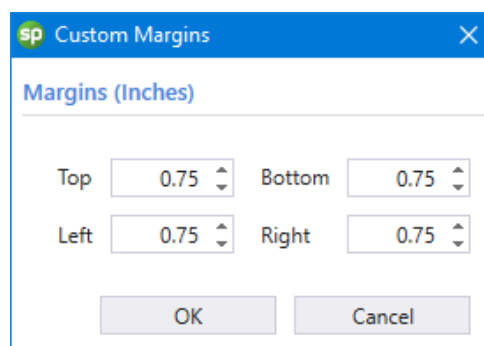 sp Custom Margins
Margins (Inches)
Top 0.75 Bottom 0.75
Left 0.75 Right 0.75
OK Cancel